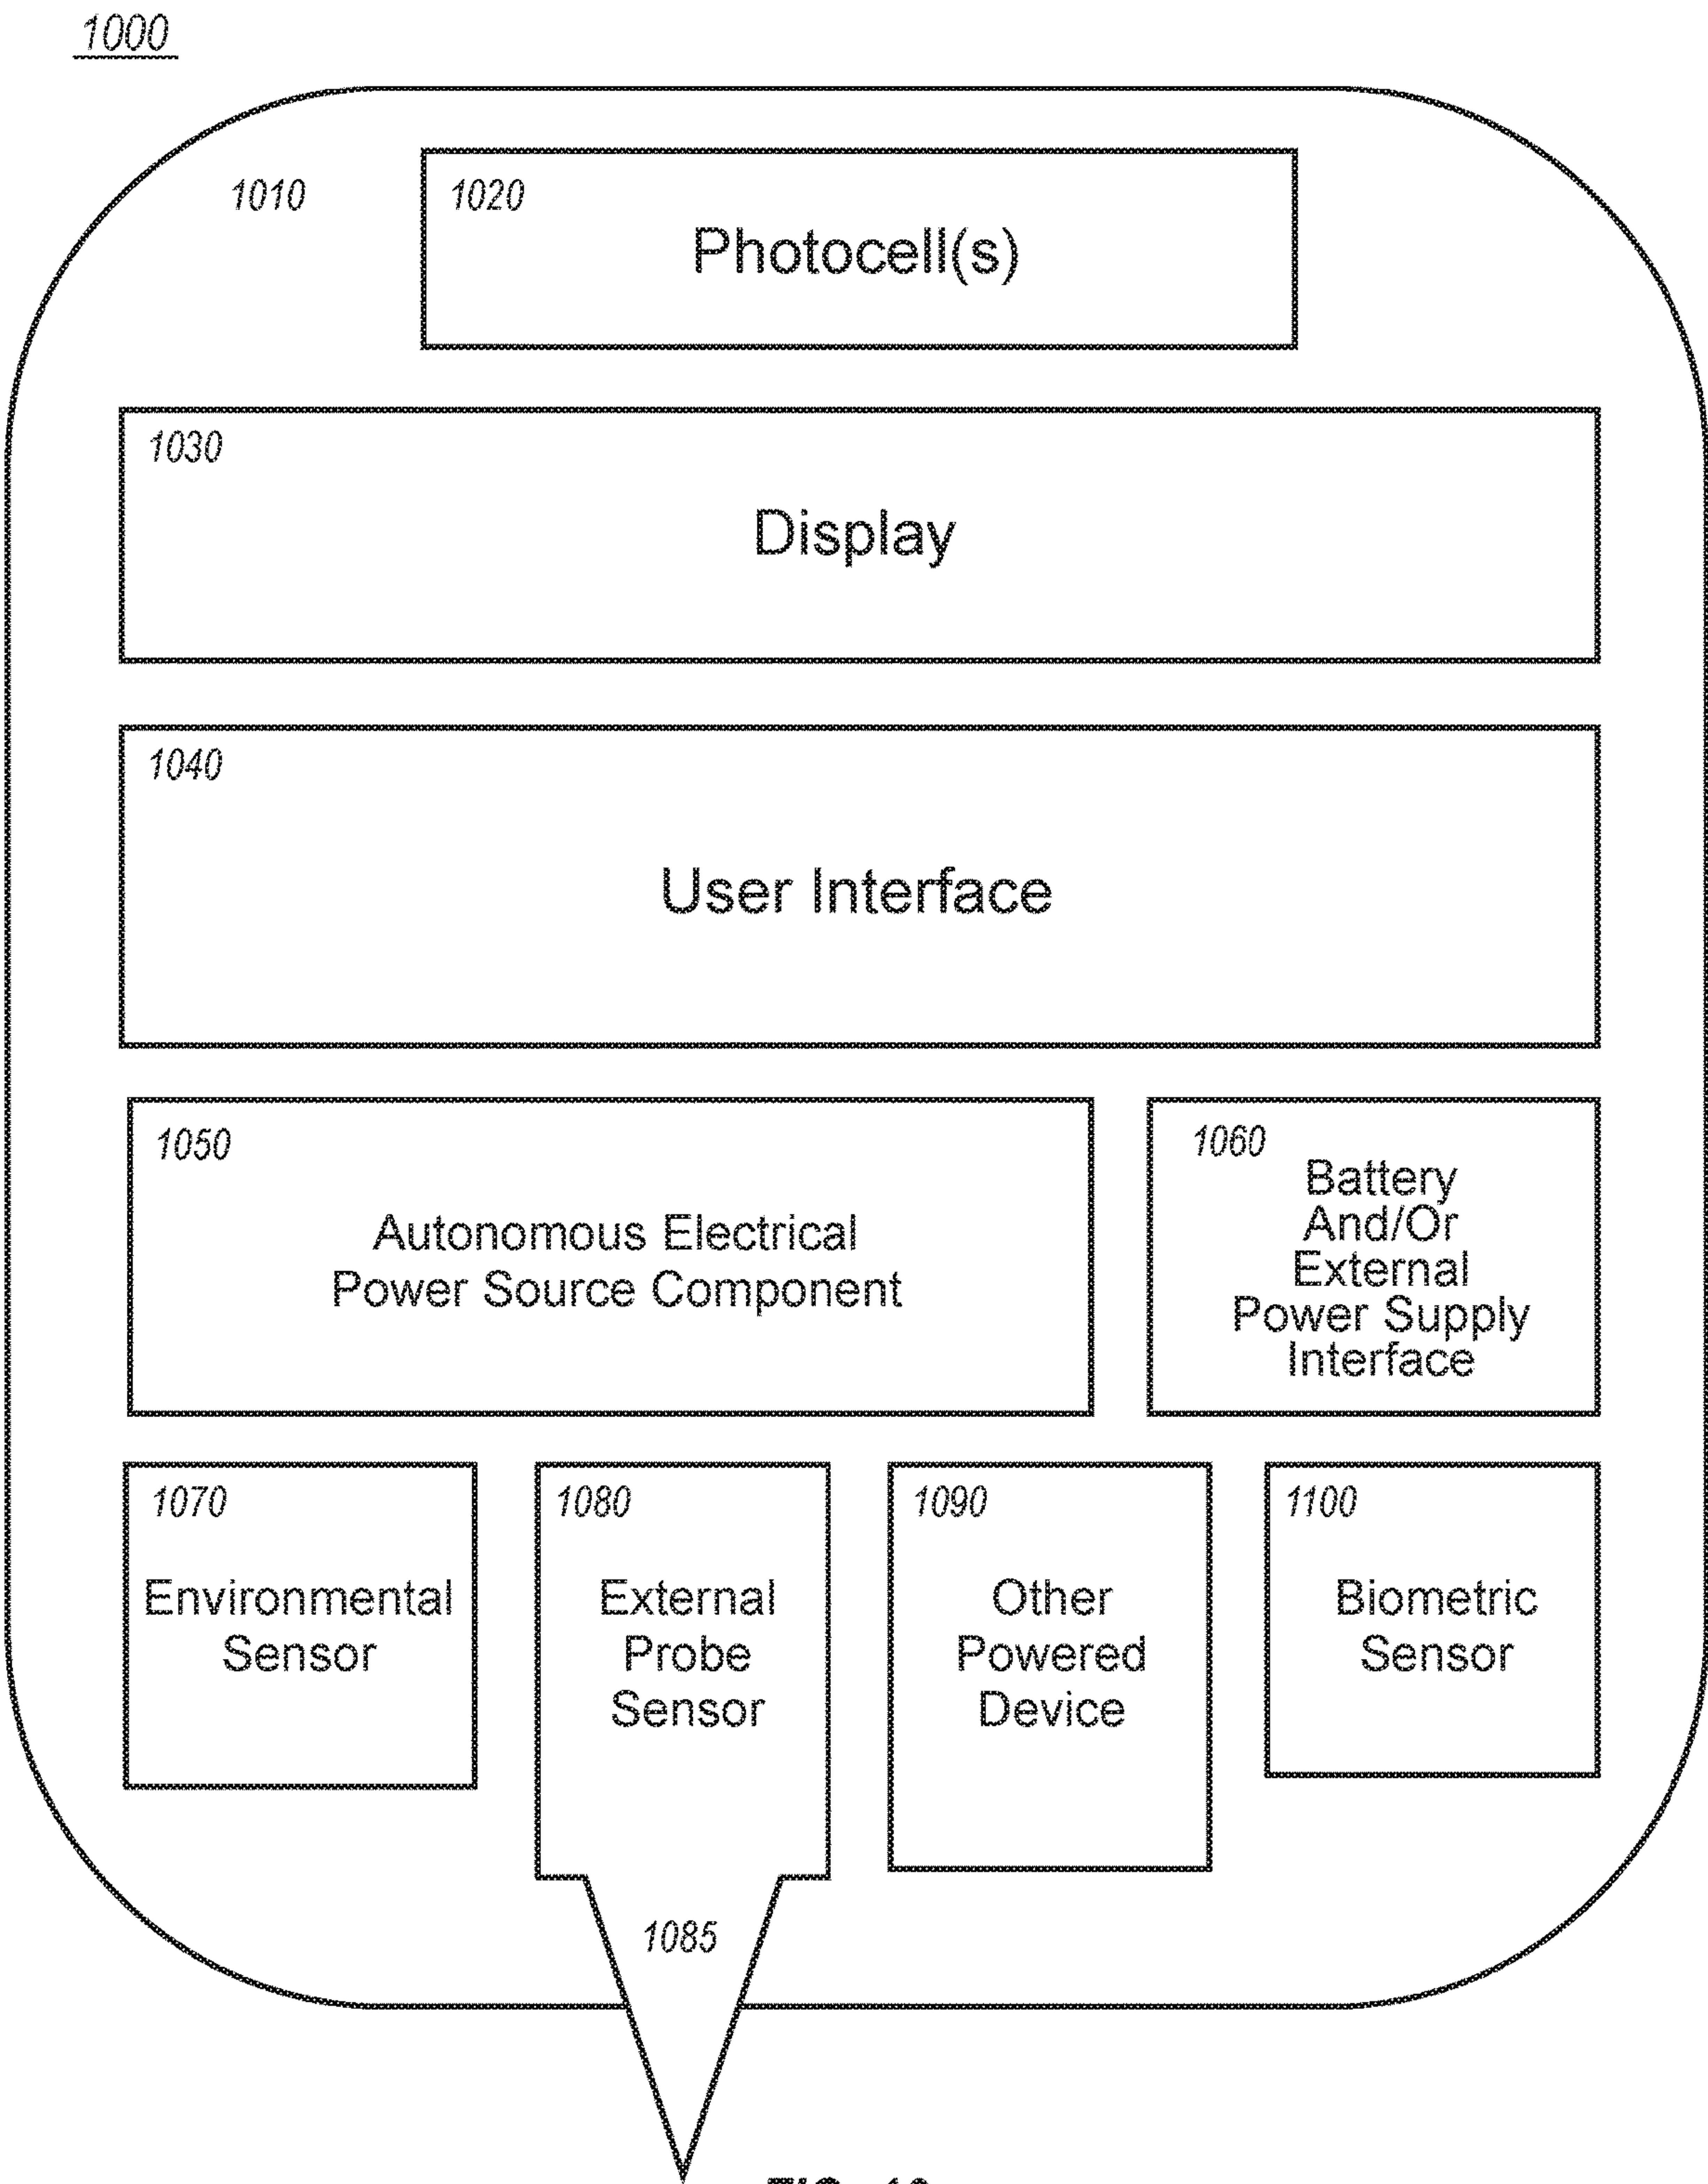 1000
1010
1020
Photocell(s)
1030
Display
1040
User Interface
1050
Autonomous Electrical
Power Source Component
1060
Battery
And/Or
External
Power Supply
Interface
1070
Environmental
Sensor
1080
External
Probe
Sensor
1090
Other
Powered
Device
1100
Biometric
Sensor
1085